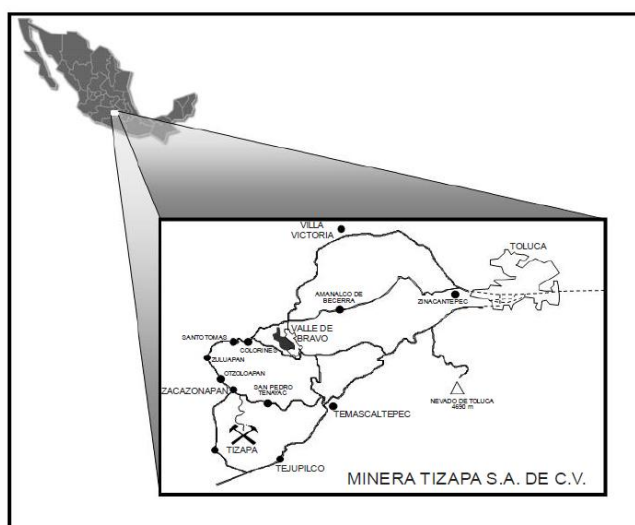 VILLA
VICTORIA
TOLUCA
AMANALCO DE
BECERRA
ZINACANTEPEC
VALLE DE
BRAVO
SANTO TOMAS
COLORINES
ZULUAPAN
OTZOLOAPAN
ZACAZONAPAN
SAN PEDRO
TENAYAC
NEVADO DE TOLUCA
4690 m
TEMASCALTEPEC
TIZAPA
TEJUPILCO
MINERA TIZAPA S.A. DE C.V.